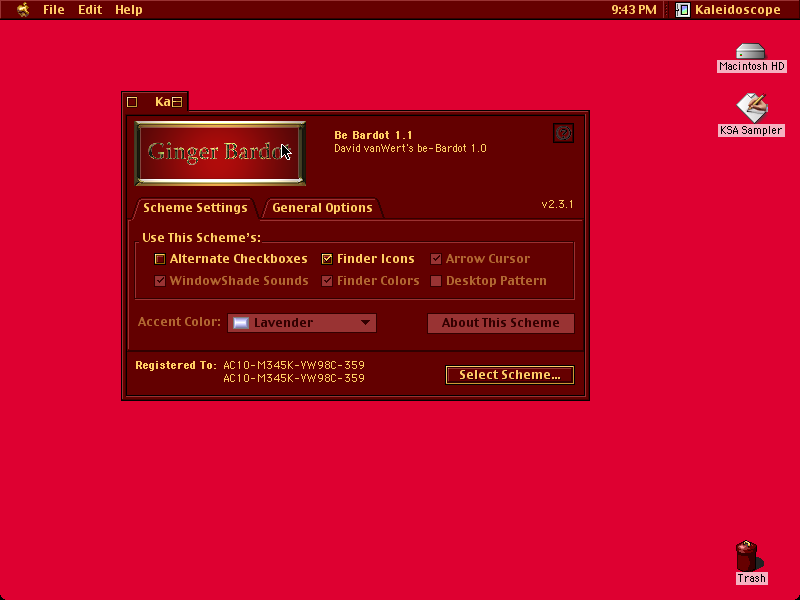 File Edit Help 9:43 PM Kaleidoscope
Macintosh HD
KSA Sampler
Ka
Ginger Bardot
Be Bardot 1.1
David vanWert's be-Bardot 1.0
Scheme Settings General Options v2.3.1
Use This Scheme's:
Alternate Checkboxes Finder Icons Arrow Cursor
WindowShade Sounds Finder Colors Desktop Pattern
Accent Color: Lavender About This Scheme
Registered To: AC10-M345K-YW98C-359
AC10-M345K-YW98C-359
Select Scheme...
Trash